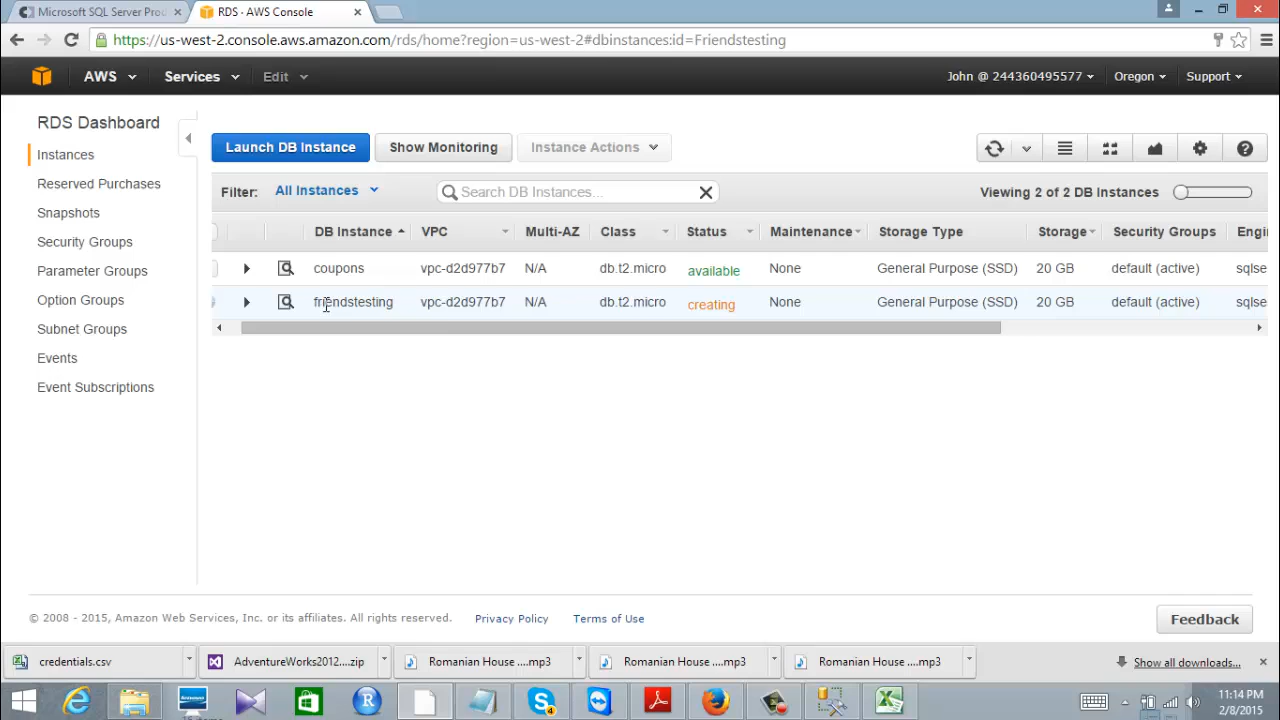 Microsoft SQL Server Prod
RDS · AWS Console
https://us-west-2.console.aws.amazon.com/rds/home?region=us-west-2#dbinstances:id=Friendstesting
AWS Services Edit John @ 244360495577 Oregon Support
RDS Dashboard
Instances
Reserved Purchases
Snapshots
Security Groups
Parameter Groups
Option Groups
Subnet Groups
Events
Event Subscriptions
Launch DB Instance Show Monitoring Instance Actions
Filter: All Instances Search DB Instances... Viewing 2 of 2 DB Instances
DB Instance VPC Multi-AZ Class Status Maintenance Storage Type Storage Security Groups Engi
coupons vpc-d2d977b7 N/A db.t2.micro available None General Purpose (SSD) 20 GB default (active) sqlse
friendstesting vpc-d2d977b7 N/A db.t2.micro creating None General Purpose (SSD) 20 GB default (active) sqlse
© 2008 - 2015, Amazon Web Services, Inc. or its affiliates. All rights reserved. Privacy Policy Terms of Use Feedback
credentials.csv AdventureWorks2012....zip Romanian House ....mp3 Romanian House ....mp3 Romanian House ....mp3 Show all downloads...
11:14 PM
2/8/2015